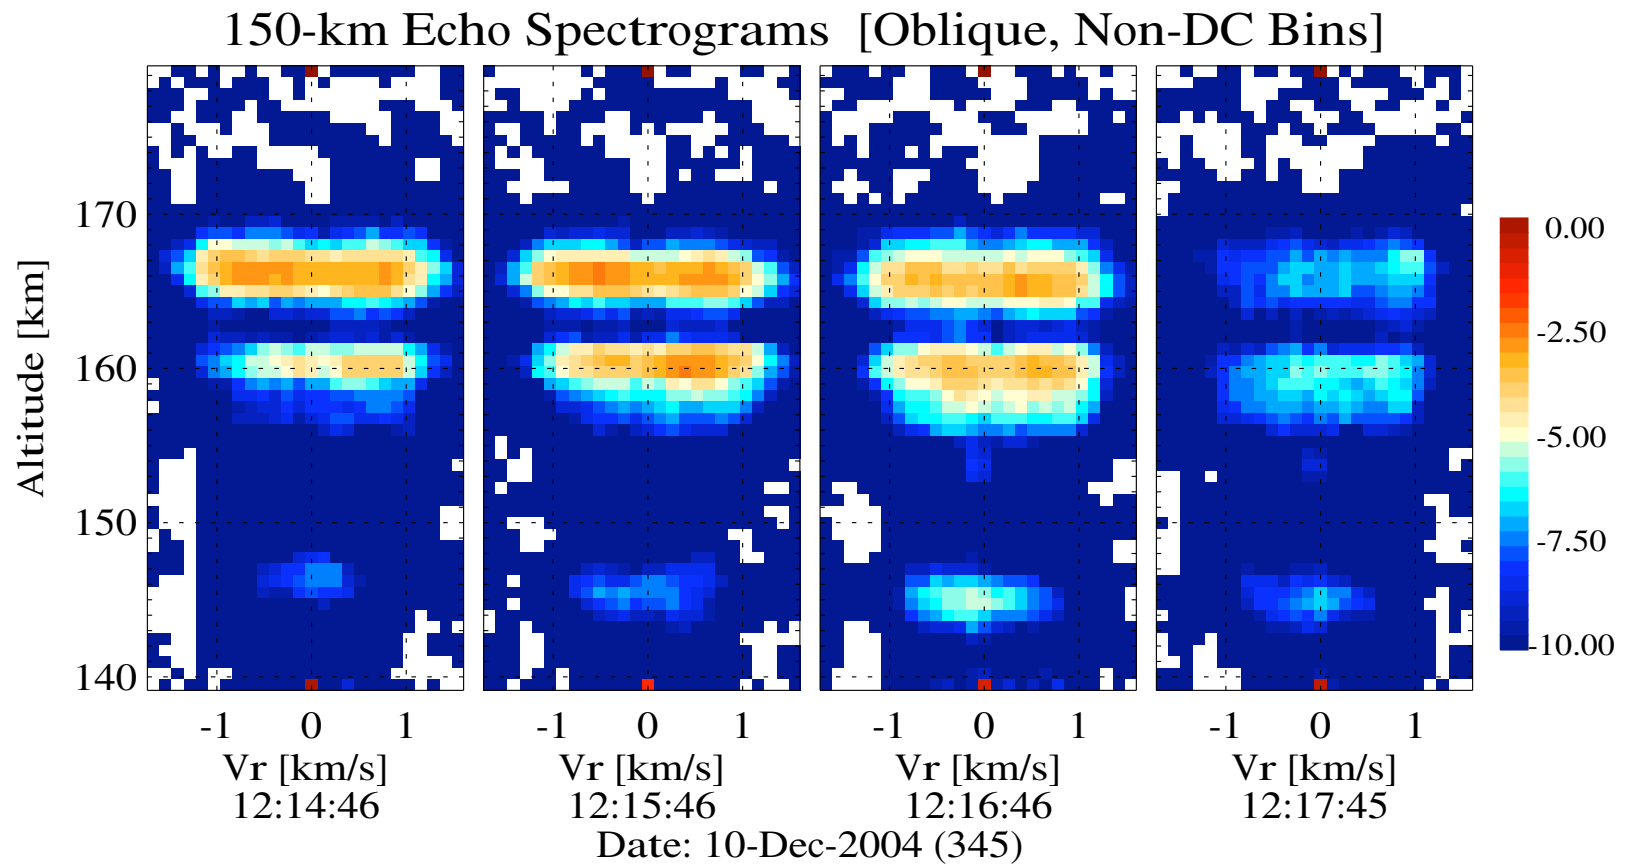 150-km Echo Spectrograms [Oblique, Non-DC Bins]
Altitude [km]
170
160
150
140
-1 0 1 -1 0 1 -1 0 1 -1 0 1
Vr [km/s] Vr [km/s] Vr [km/s] Vr [km/s]
12:14:46 12:15:46 12:16:46 12:17:45
Date: 10-Dec-2004 (345)
0.00
-2.50
-5.00
-7.50
-10.00